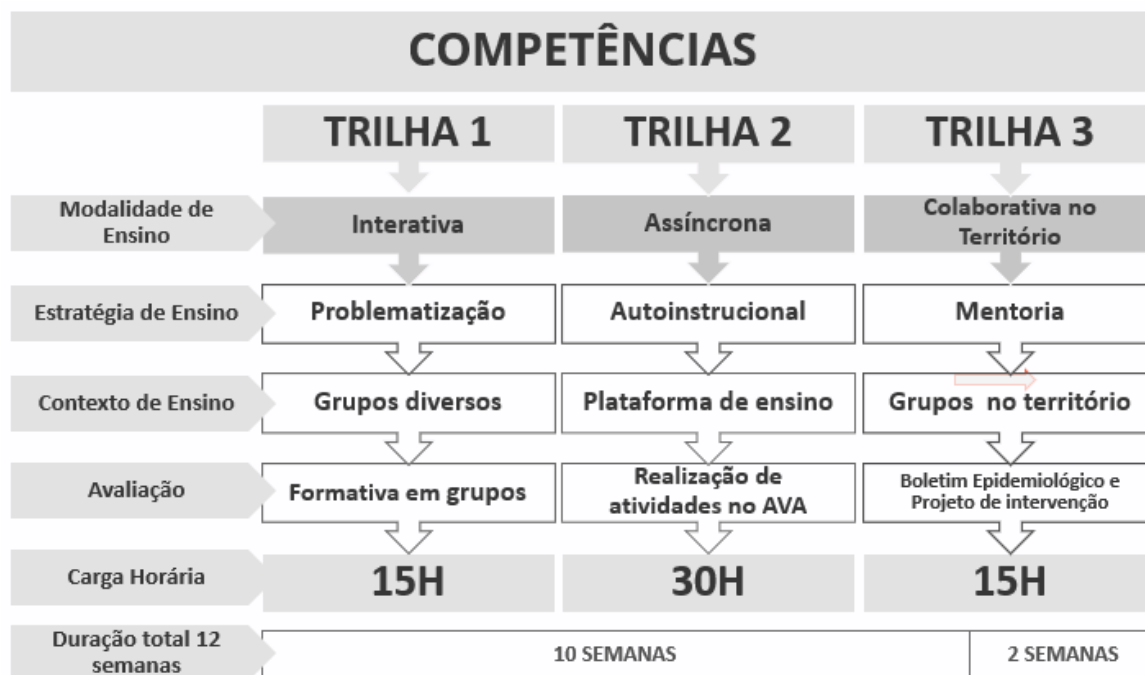 COMPETÊNCIAS
TRILHA 1
TRILHA 2
TRILHA 3
Modalidade de
Ensino
Interativa
Assíncrona
Colaborativa no
Território
Estratégia de Ensino
Problematização
Autoinstrucional
Mentoria
Contexto de Ensino
Grupos diversos
Plataforma de ensino
Grupos no território
Avaliação
Formativa em grupos
Realização de
atividades no AVA
Boletim Epidemiológico e
Projeto de intervenção
Carga Horária
15H
30H
15H
Duração total 12
semanas
10 SEMANAS
2 SEMANAS